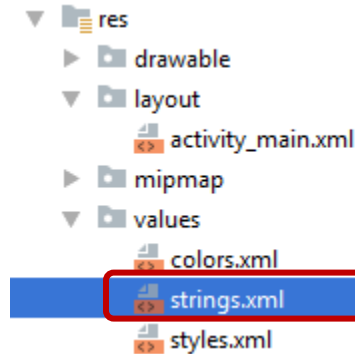 res
drawable
layout
activity_main.xml
mipmap
values
colors.xml
strings.xml
styles.xml